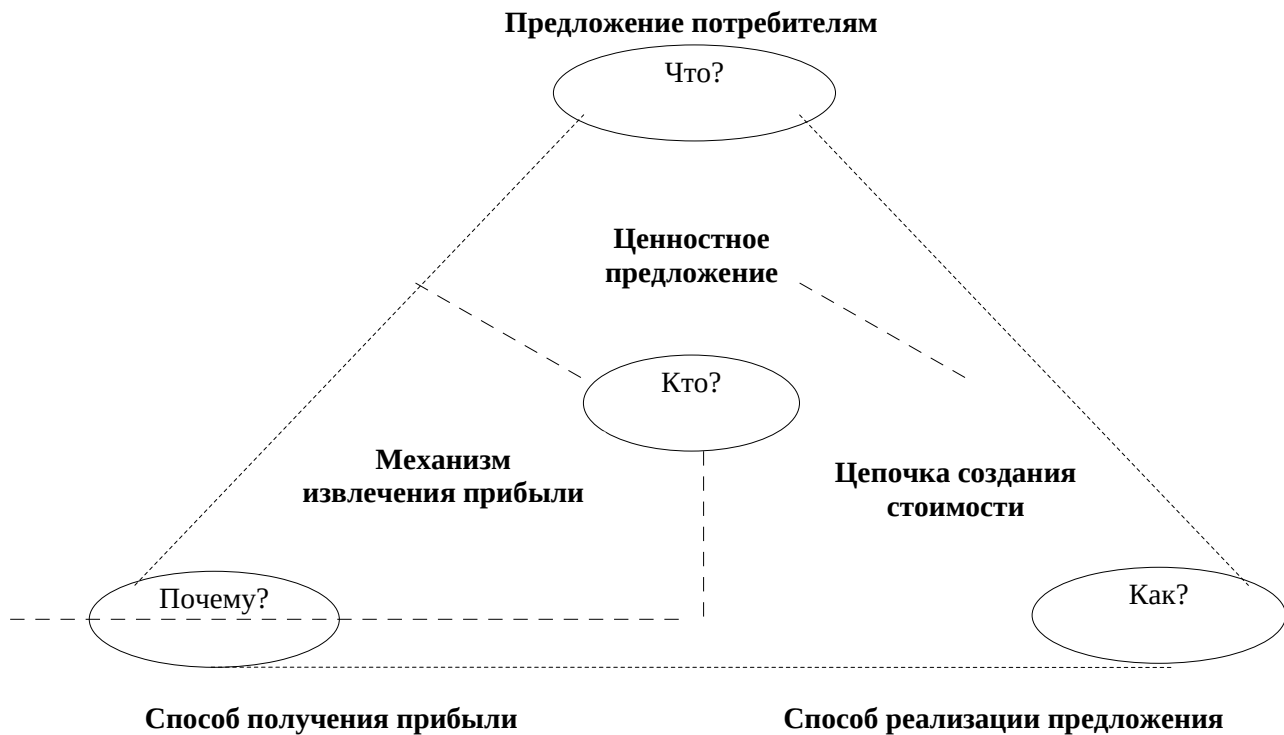 Предложение потребителям
Что?
Ценностное
предложение
Кто?
Механизм
извлечения прибыли
Цепочка создания
стоимости
Почему?
Как?
Способ получения прибыли
Способ реализации предложения